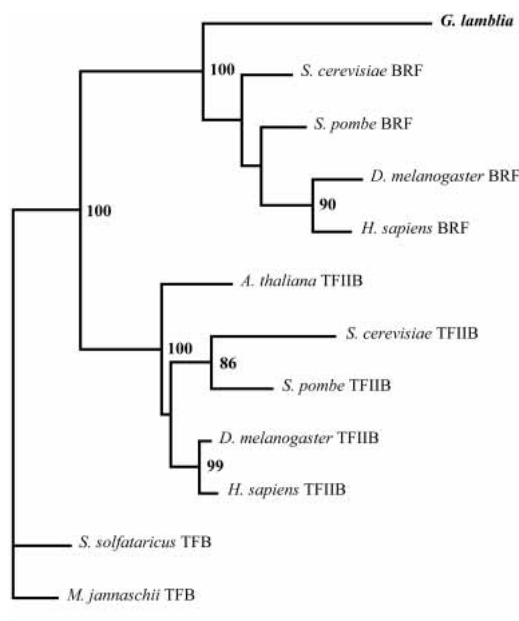 G. lamblia
100
S. cerevisiae BRF
S. pombe BRF
D. melanogaster BRF
90
100
H. sapiens BRF
A. thaliana TFIIB
S. cerevisiae TFIIB
100
86
S. pombe TFIIB
D. melanogaster TFIIB
99
H. sapiens TFIIB
S. solfataricus TFB
M. jannaschii TFB